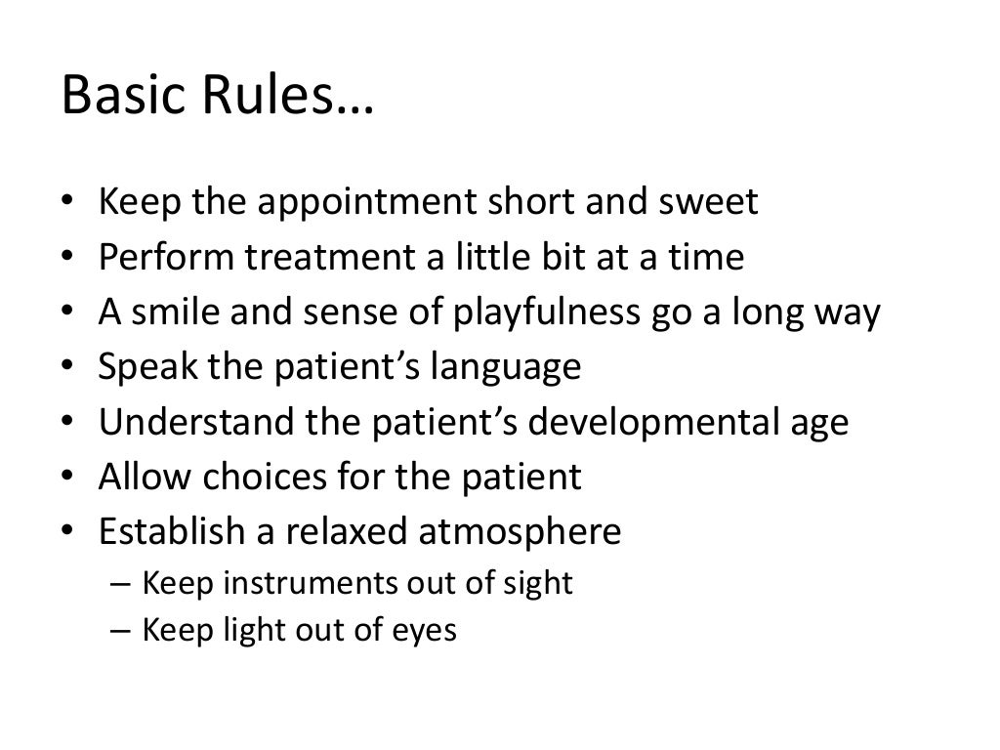 Basic Rules…
• Keep the appointment short and sweet
• Perform treatment a little bit at a time
• A smile and sense of playfulness go a long way
• Speak the patient’s language
• Understand the patient’s developmental age
• Allow choices for the patient
• Establish a relaxed atmosphere
– Keep instruments out of sight
– Keep light out of eyes